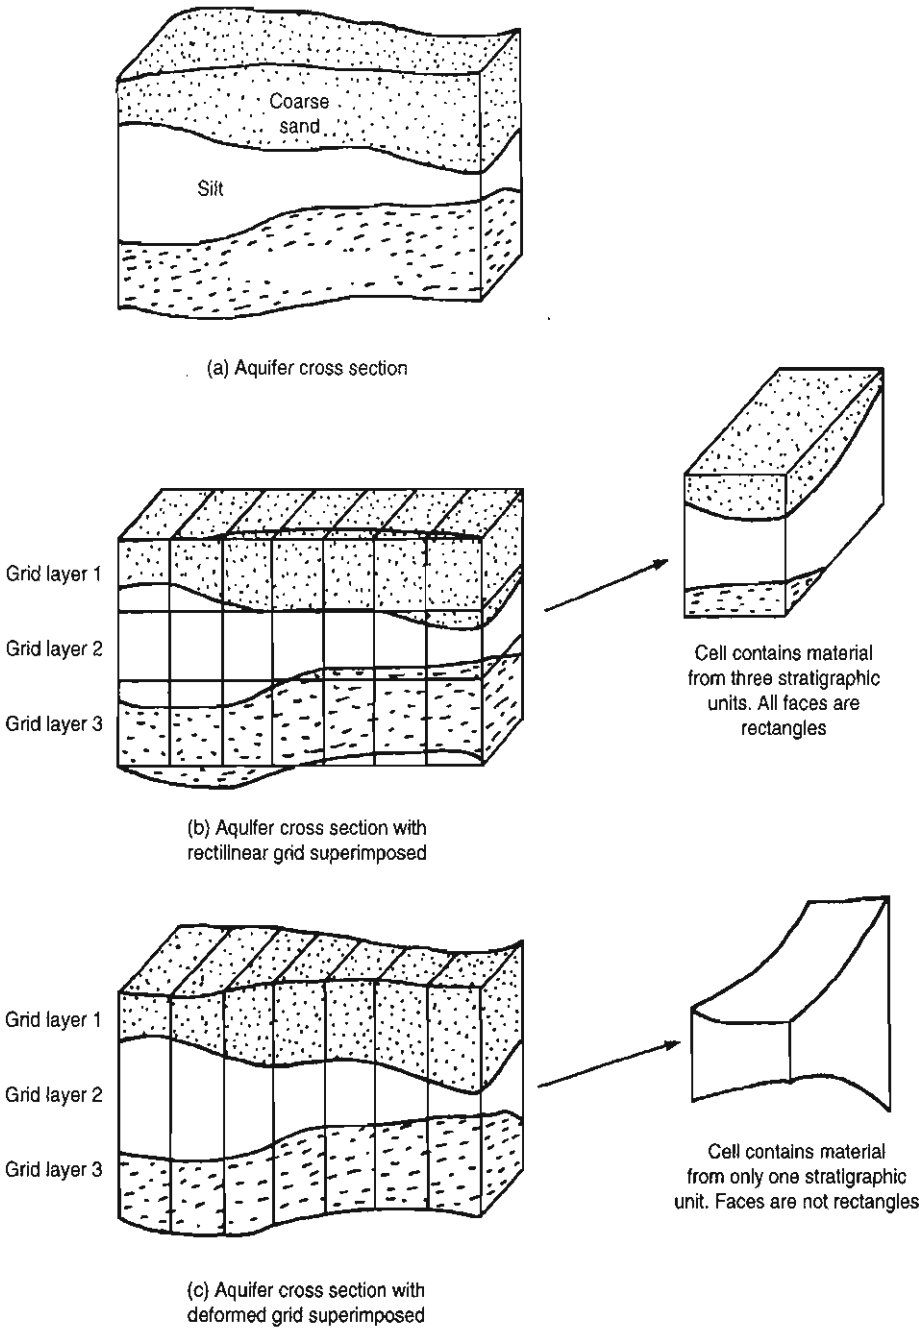 Coarse
sand
Silt
(a) Aquifer cross section
Grid layer 1
Grid layer 2
Grid layer 3
Cell contains material
from three stratigraphic
units. All faces are
rectangles
(b) Aquifer cross section with
rectilinear grid superimposed
Grid layer 1
Grid layer 2
Grid layer 3
Cell contains material
from only one stratigraphic
unit. Faces are not rectangles
(c) Aquifer cross section with
deformed grid superimposed